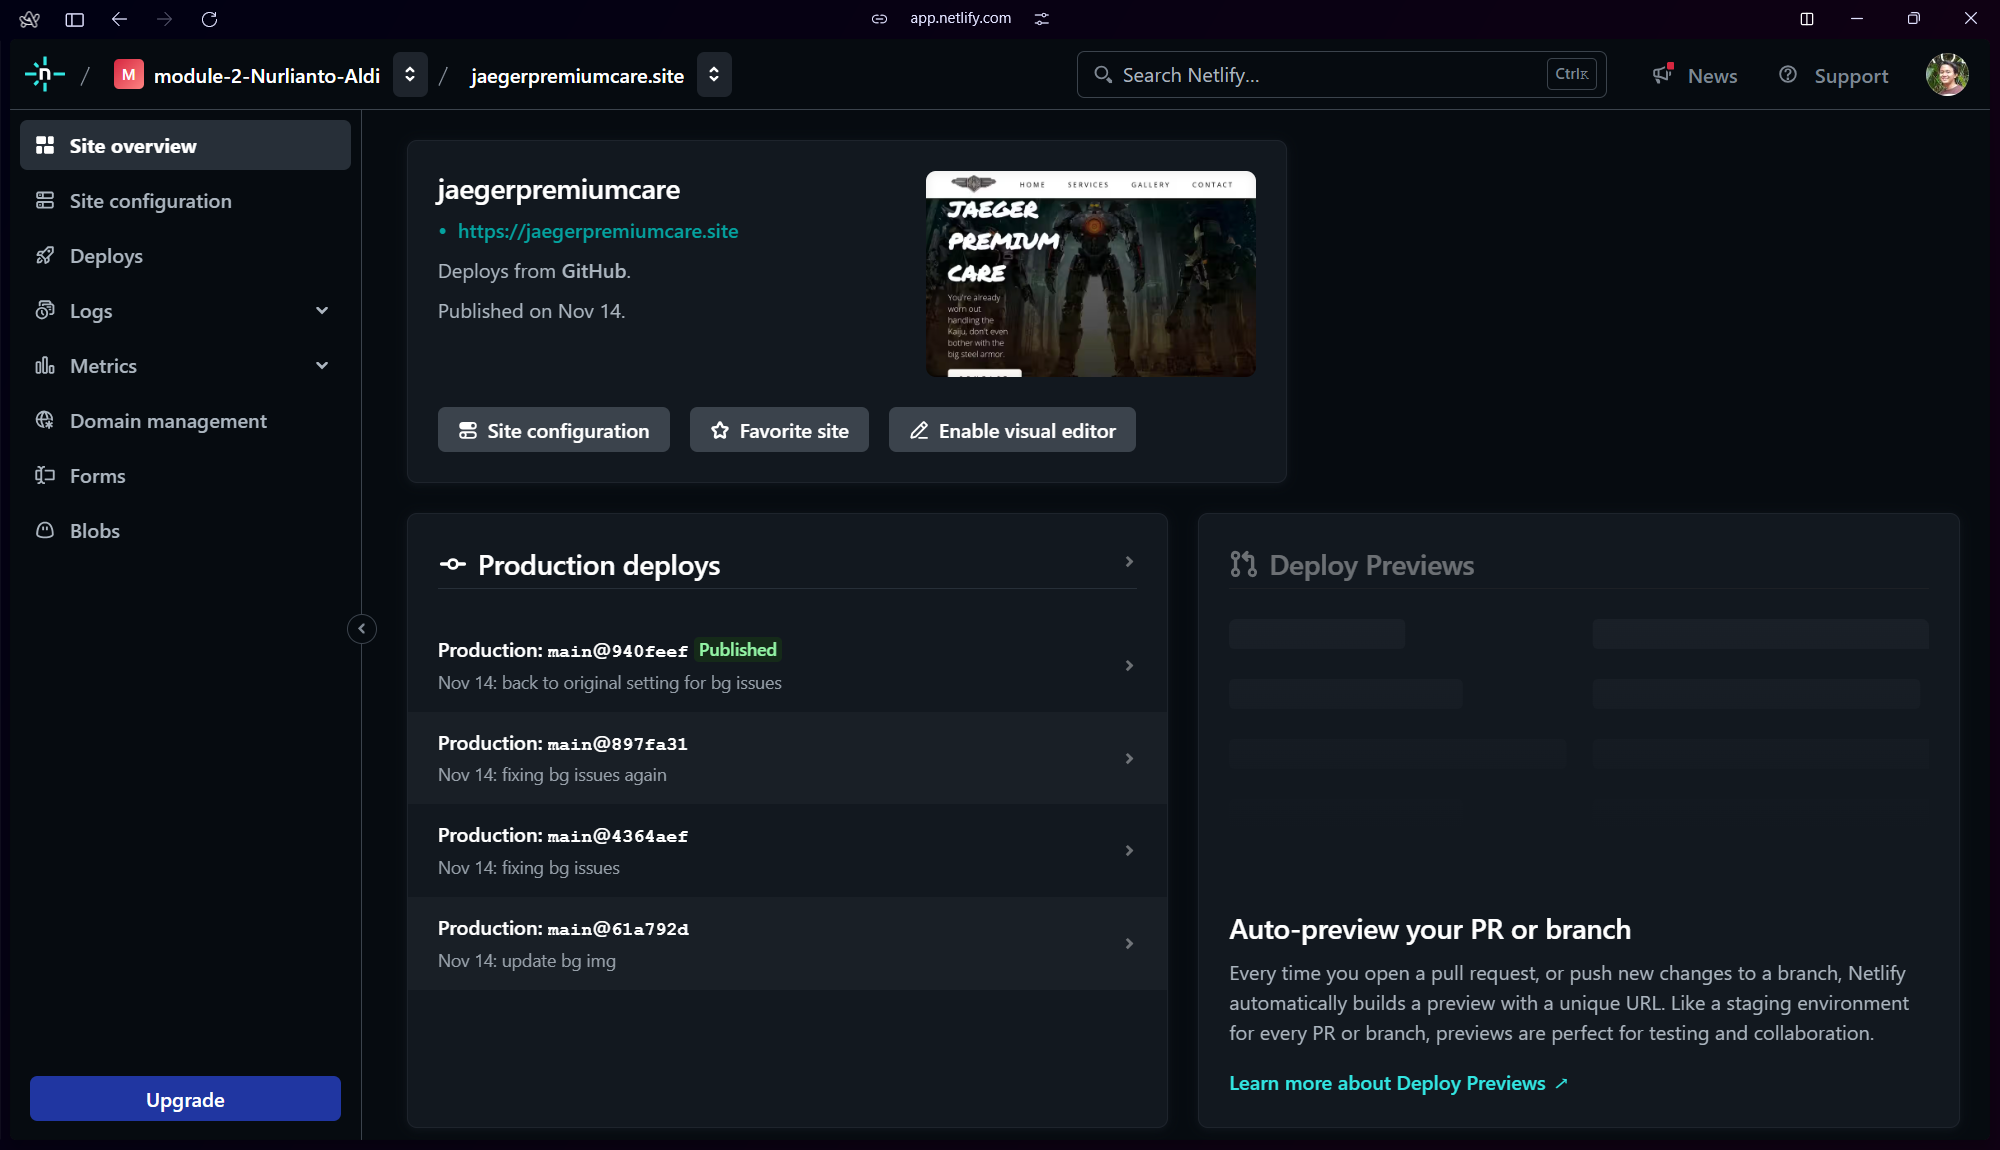 app.netlify.com
n / M module-2-Nurlianto-Aldi / jaegerpremiumcare.site
Search Netlify... CtrlK
News
Support
Site overview
Site configuration
Deploys
Logs
Metrics
Domain management
Forms
Blobs
Upgrade
jaegerpremiumcare
• https://jaegerpremiumcare.site
Deploys from GitHub.
Published on Nov 14.
HOME SERVICES GALLERY CONTACT
JAEGER
PREMIUM
CARE
You're already
worn out
handling the
Kaiju, don't even
bother with the
big steel armor.
Site configuration
Favorite site
Enable visual editor
Production deploys
Production: main@940feef Published
Nov 14: back to original setting for bg issues
Production: main@897fa31
Nov 14: fixing bg issues again
Production: main@4364aef
Nov 14: fixing bg issues
Production: main@61a792d
Nov 14: update bg img
Deploy Previews
Auto-preview your PR or branch
Every time you open a pull request, or push new changes to a branch, Netlify
automatically builds a preview with a unique URL. Like a staging environment
for every PR or branch, previews are perfect for testing and collaboration.
Learn more about Deploy Previews ↗